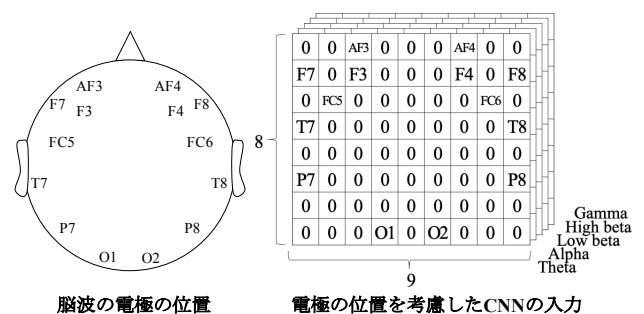 AF3 AF4
F7 F3 F4 F8
FC5 FC6
T7 T8
P7 P8
O1 O2
脳波の電極の位置
8
0 0 AF3 0 0 0 AF4 0 0
F7 0 F3 0 0 0 F4 0 F8
0 FC5 0 0 0 0 0 FC6 0
T7 0 0 0 0 0 0 0 T8
0 0 0 0 0 0 0 0 0
P7 0 0 0 0 0 0 0 P8
0 0 0 0 0 0 0 0 0
0 0 0 O1 0 O2 0 0 0
9
Gamma
High beta
Low beta
Alpha
Theta
電極の位置を考慮したCNNの入力